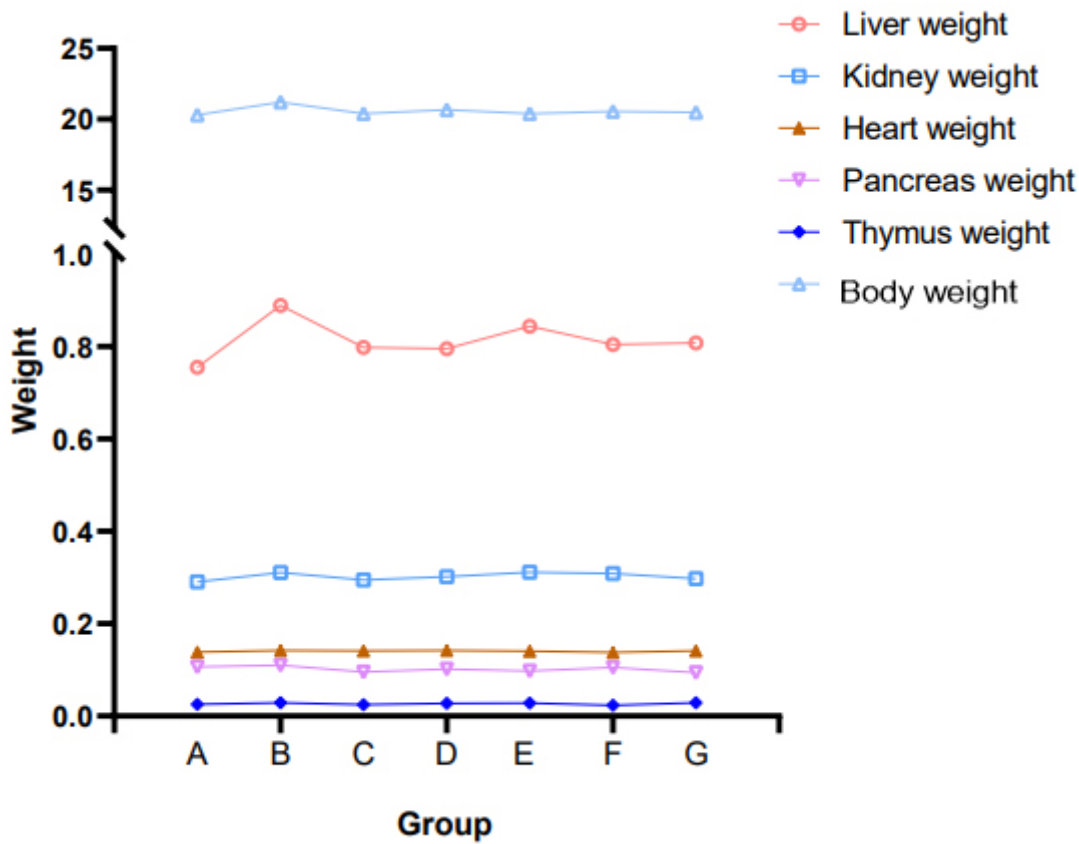 Liver weight
Kidney weight
Heart weight
Pancreas weight
Thymus weight
Body weight
25
20
15
1.0
0.8
0.6
0.4
0.2
0.0
Weight
A B C D E F G
Group